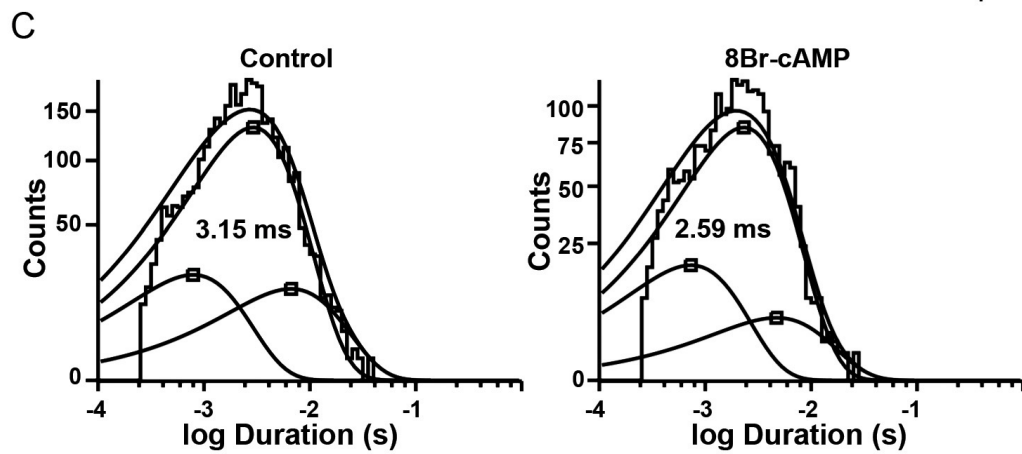 C
Control
8Br-cAMP
Counts
150
100
50
0
3.15 ms
-4
-3
-2
-1
log Duration (s)
Counts
100
75
50
25
0
2.59 ms
-4
-3
-2
-1
log Duration (s)